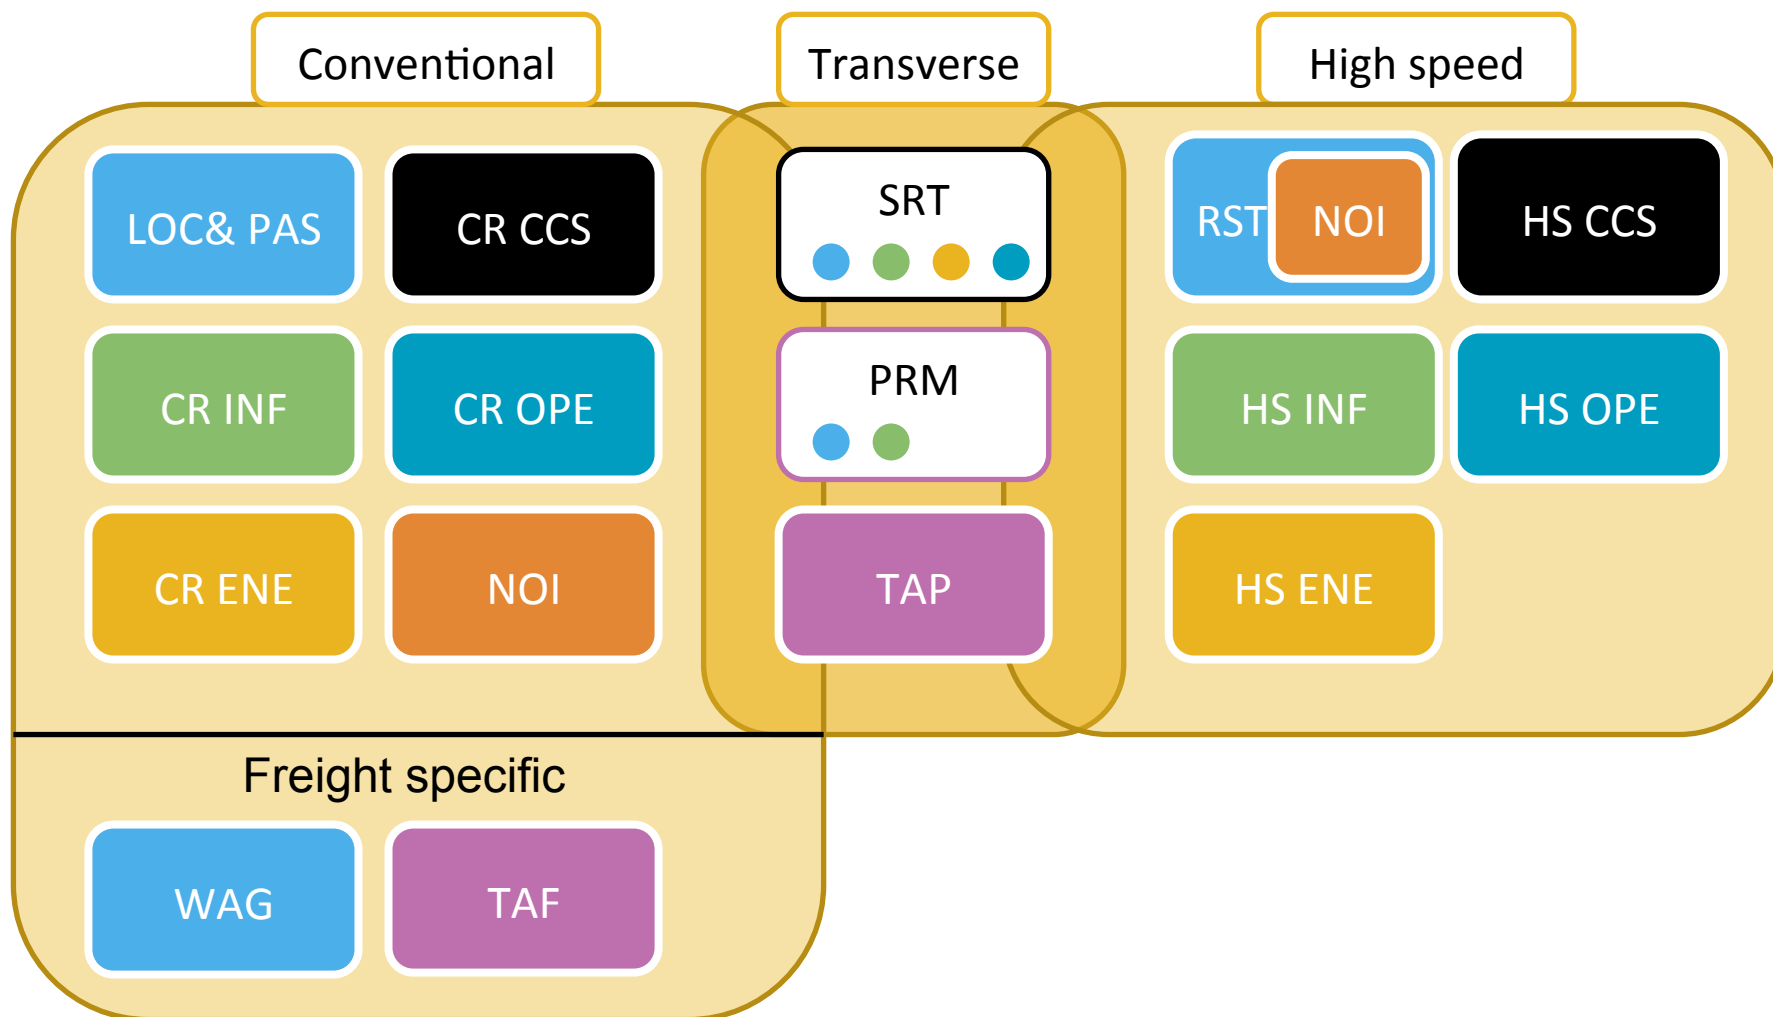 Conventional
Transverse
High speed
LOC& PAS
CR CCS
SRT
RST
NOI
HS CCS
CR INF
CR OPE
PRM
HS INF
HS OPE
CR ENE
NOI
TAP
HS ENE
Freight specific
WAG
TAF